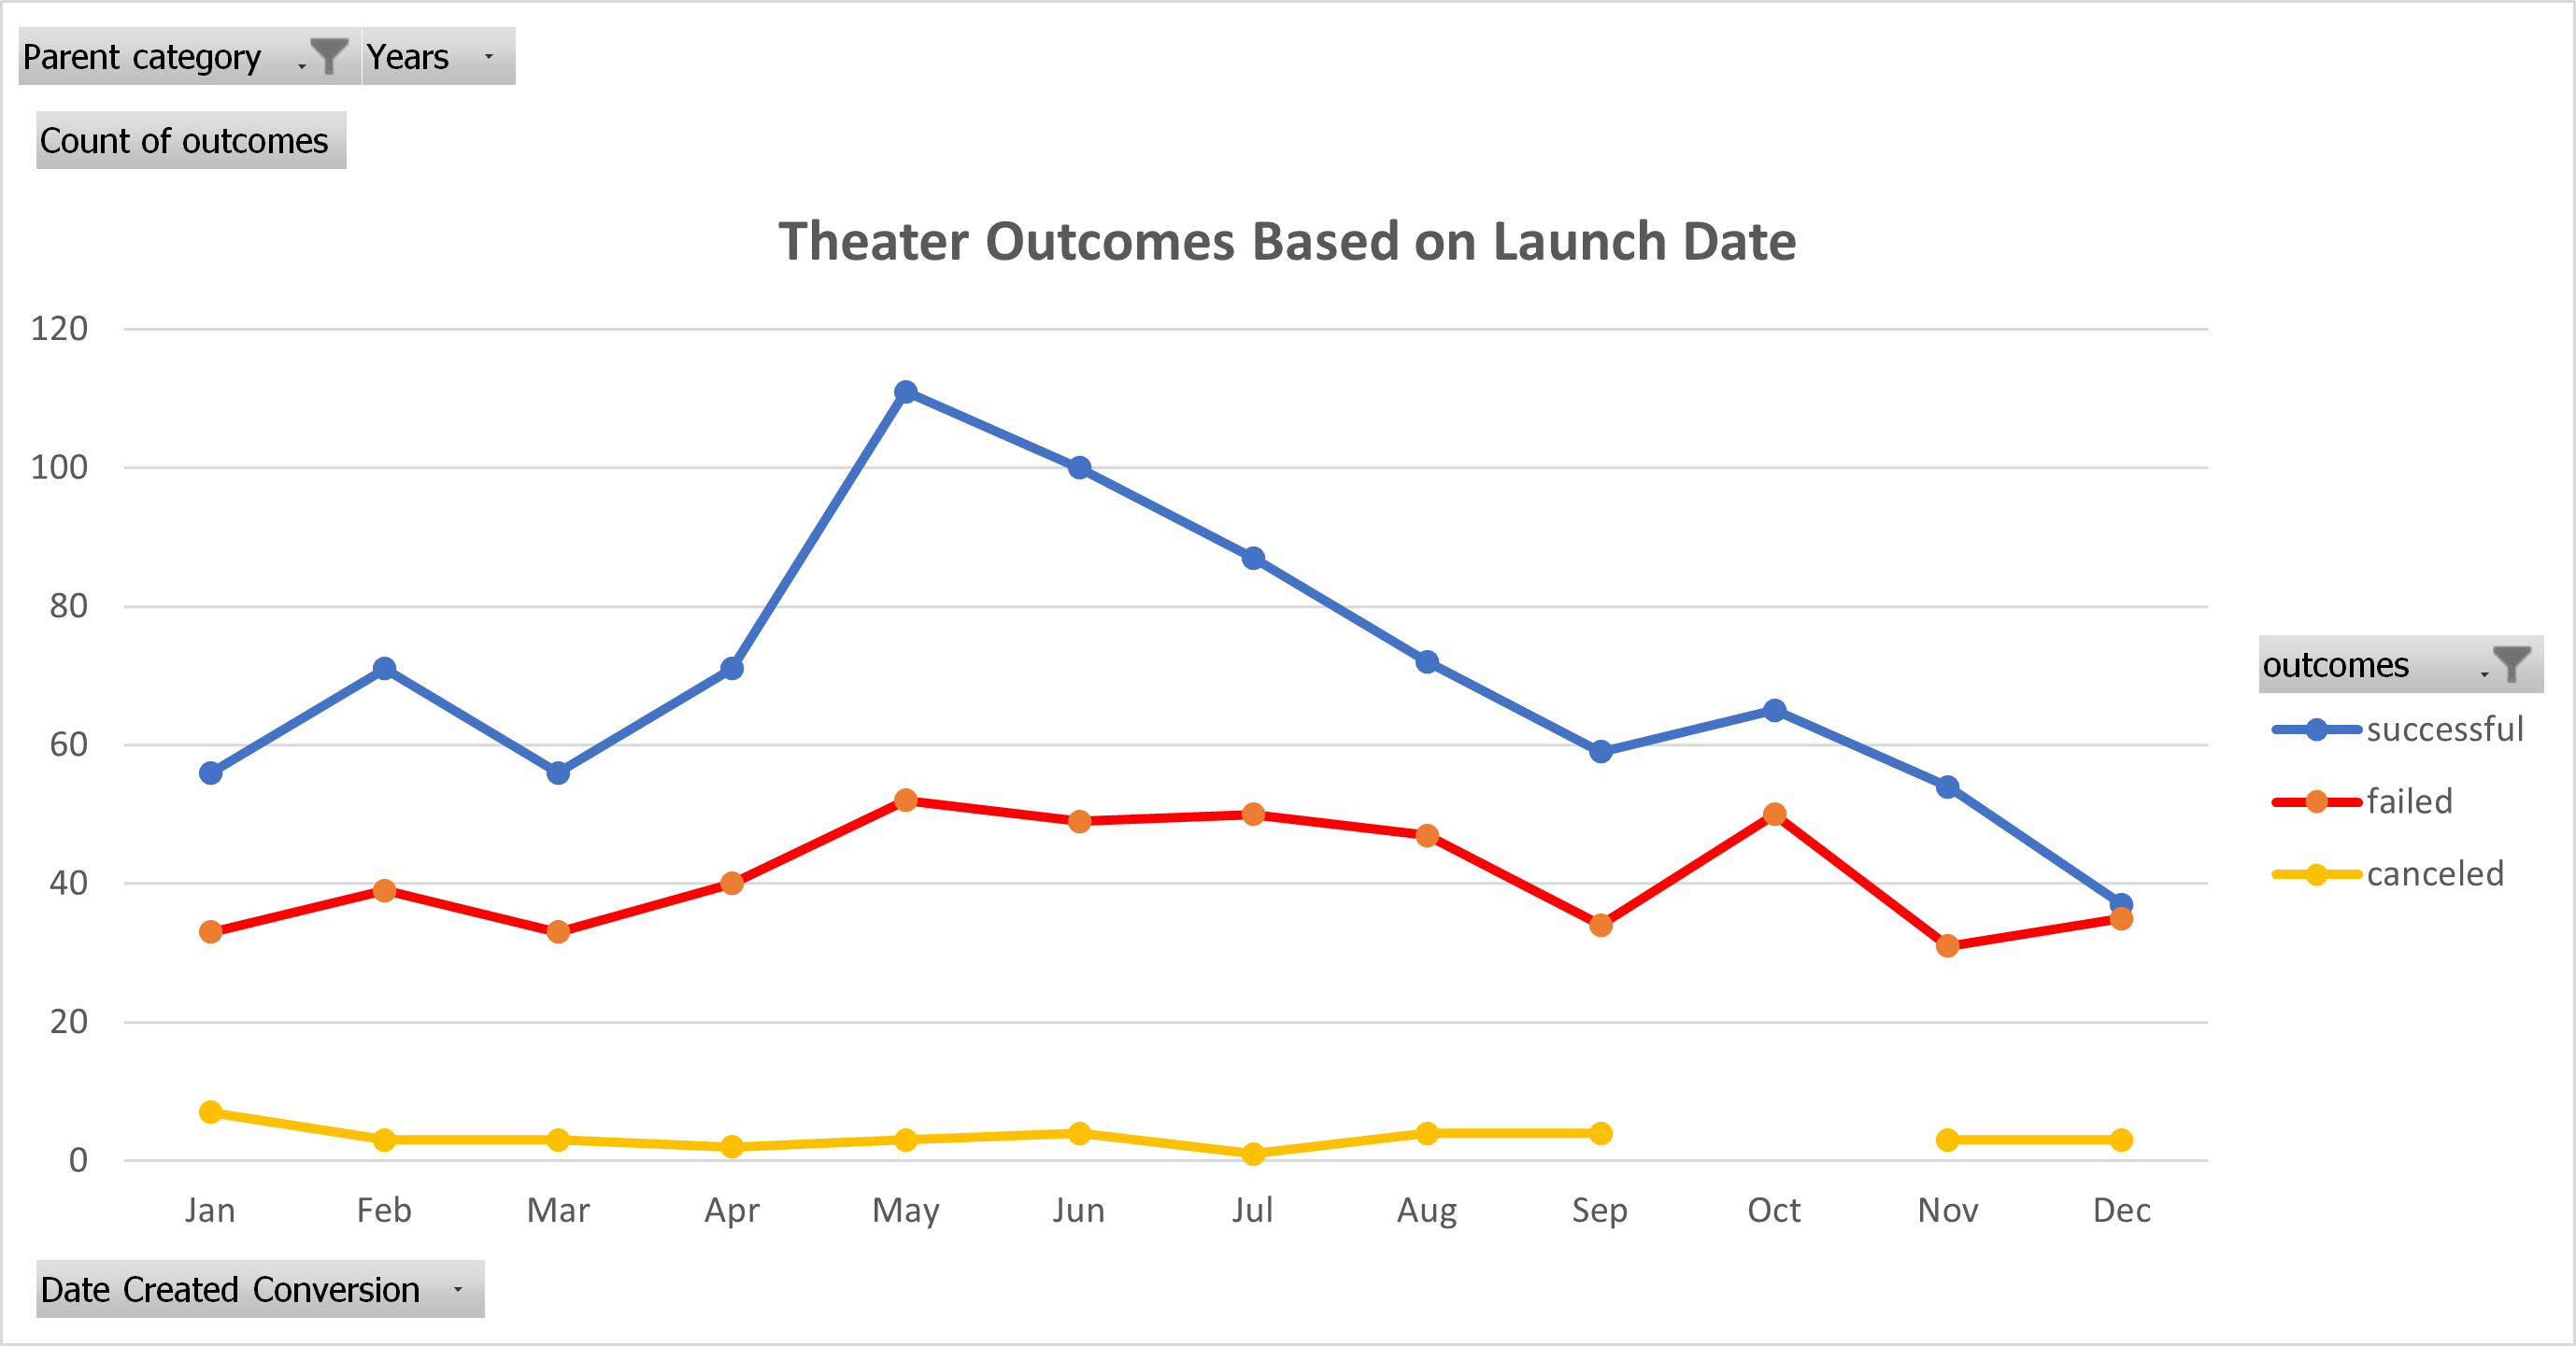 Parent category Years
Count of outcomes
Theater Outcomes Based on Launch Date
120
100
80
60
40
20
0
Jan Feb Mar Apr May Jun Jul Aug Sep Oct Nov Dec
outcomes
successful
failed
canceled
Date Created Conversion